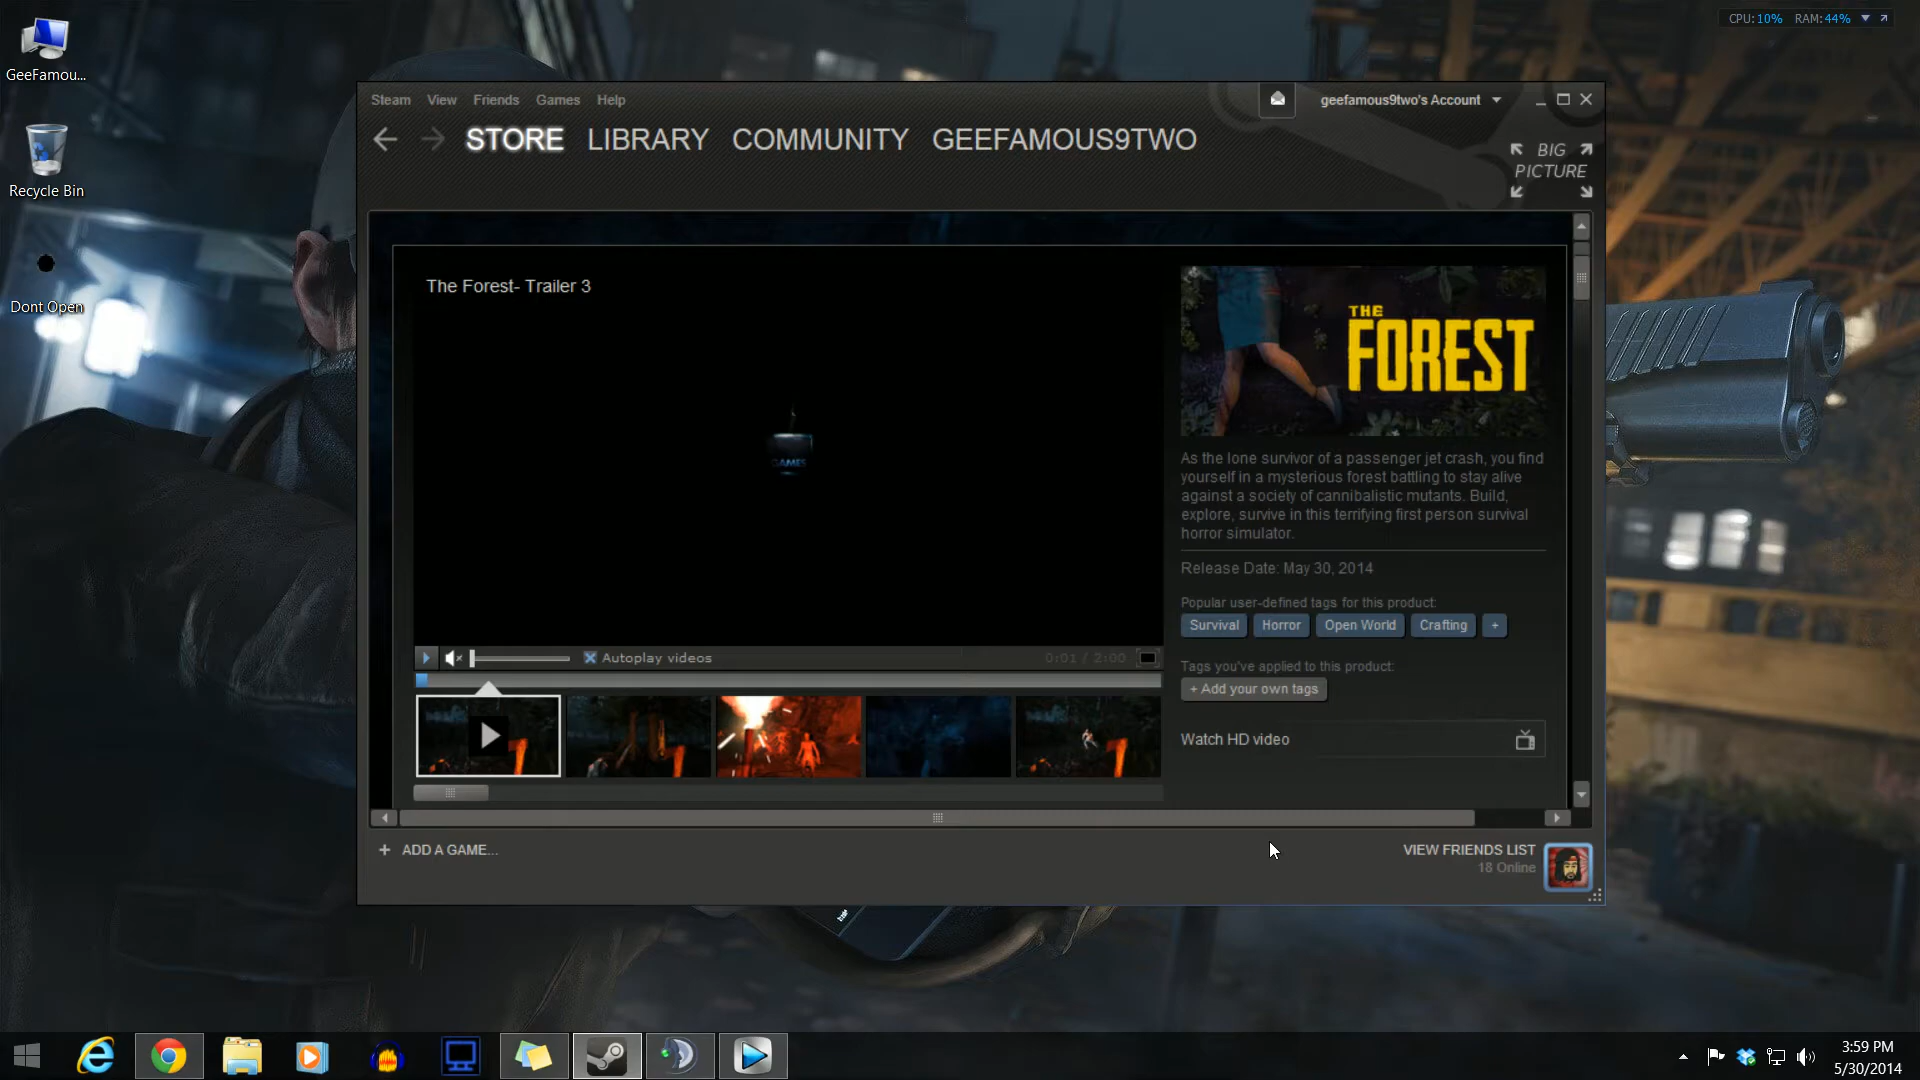 CPU: 10% RAM: 44%
GeeFamou...
Recycle Bin
Dont Open
Steam View Friends Games Help
geefamous9two's Account
STORE LIBRARY COMMUNITY GEEFAMOUS9TWO
BIG
PICTURE
The Forest- Trailer 3
GAMES
THE
FOREST
As the lone survivor of a passenger jet crash, you find
yourself in a mysterious forest battling to stay alive
against a society of cannibalistic mutants. Build,
explore, survive in this terrifying first person survival
horror simulator.
Release Date: May 30, 2014
Popular user-defined tags for this product:
Survival Horror Open World Crafting +
Autoplay videos 0:01 / 2:00
Tags you've applied to this product:
+ Add your own tags
Watch HD video
+ ADD A GAME...
VIEW FRIENDS LIST
18 Online
3:59 PM
5/30/2014